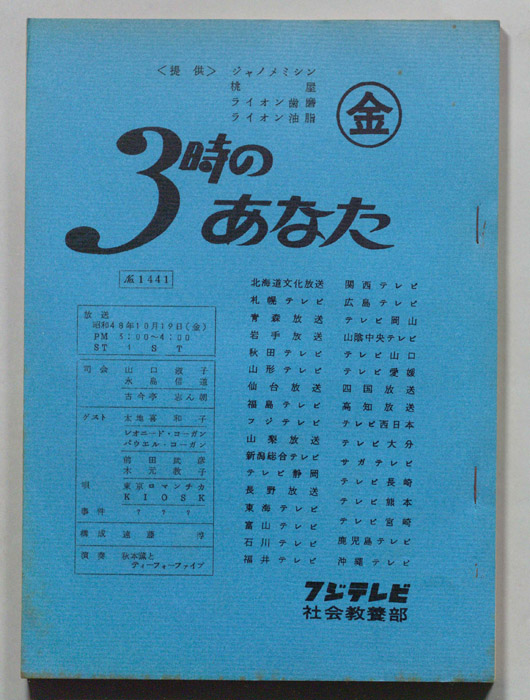 <提供> ジャノメミシン
桃屋
ライオン歯磨
ライオン油脂
金
3時の
あなた
№1441
放送
昭和48年10月19日(金)
PM 3:00～4:00
ST 1ST
司会 山口淑子
永島信道
古今亭志ん朝
ゲスト 太地喜和子
レオニード・コーガン
パウエル・コーガン
前田武彦
木元教子
唄 東京ロマンチカ
KIOSK
事件 ???
構成 遠藤淳
演奏 秋本誠と
ティーフォーファイブ
北海道文化放送
札幌テレビ
青森放送
岩手放送
秋田テレビ
山形テレビ
仙台放送
福島テレビ
フジテレビ
山梨放送
新潟総合テレビ
テレビ静岡
長野放送
東海テレビ
富山テレビ
石川テレビ
福井テレビ
関西テレビ
広島テレビ
テレビ岡山
山陰中央テレビ
テレビ山口
テレビ愛媛
四国放送
高知放送
テレビ西日本
テレビ大分
サガテレビ
テレビ長崎
テレビ熊本
テレビ宮崎
鹿児島テレビ
沖縄テレビ
フジテレビ
社会教養部